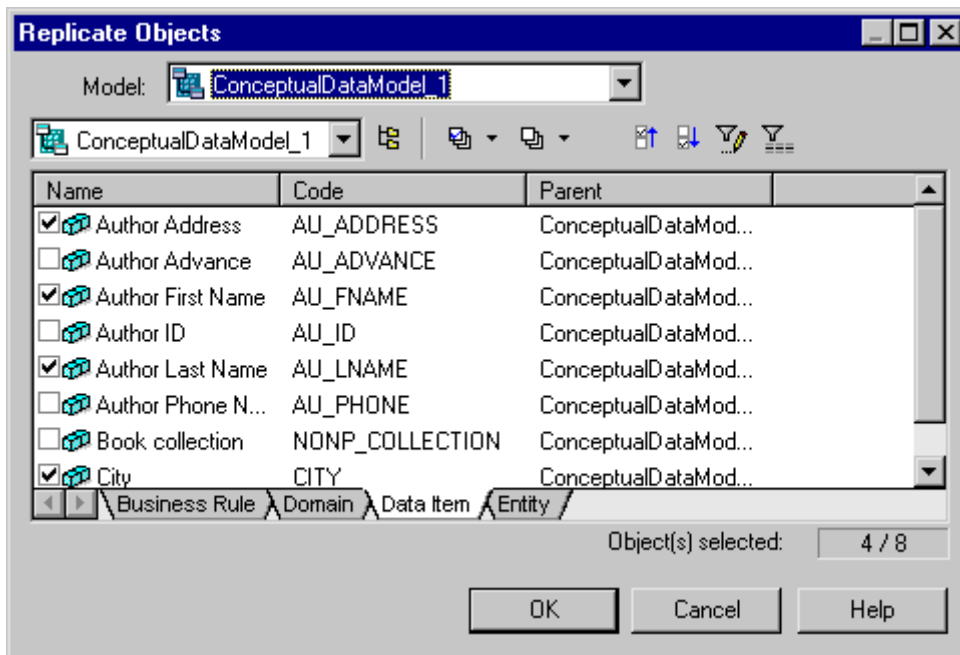 Replicate Objects
Model: ConceptualDataModel_1
ConceptualDataModel_1
Name Code Parent
Author Address AU_ADDRESS ConceptualDataMod...
Author Advance AU_ADVANCE ConceptualDataMod...
Author First Name AU_FNAME ConceptualDataMod...
Author ID AU_ID ConceptualDataMod...
Author Last Name AU_LNAME ConceptualDataMod...
Author Phone N... AU_PHONE ConceptualDataMod...
Book collection NONP_COLLECTION ConceptualDataMod...
City CITY ConceptualDataMod...
Business Rule Domain Data Item Entity
Object(s) selected: 4 / 8
OK Cancel Help